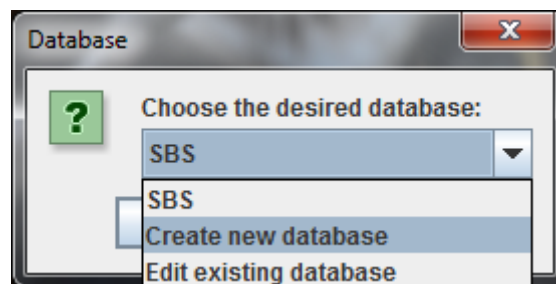 Database
?
Choose the desired database:
SBS
SBS
Create new database
Edit existing database